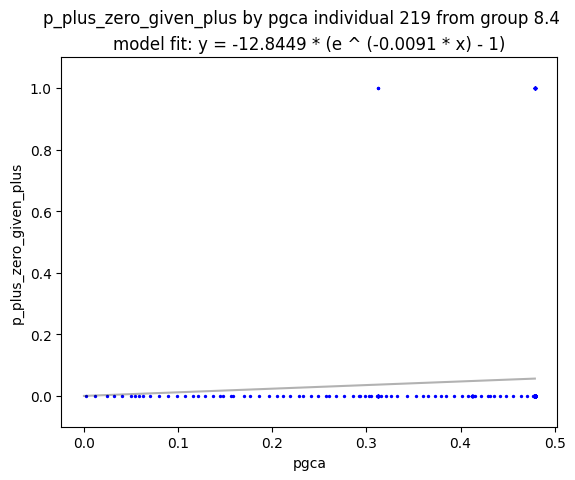 p_plus_zero_given_plus by pgca individual 219 from group 8.4
model fit: y = -12.8449 * (e ^ (-0.0091 * x) - 1)
1.0
0.8
0.6
0.4
0.2
0.0
p_plus_zero_given_plus
0.0 0.1 0.2 0.3 0.4 0.5
pgca